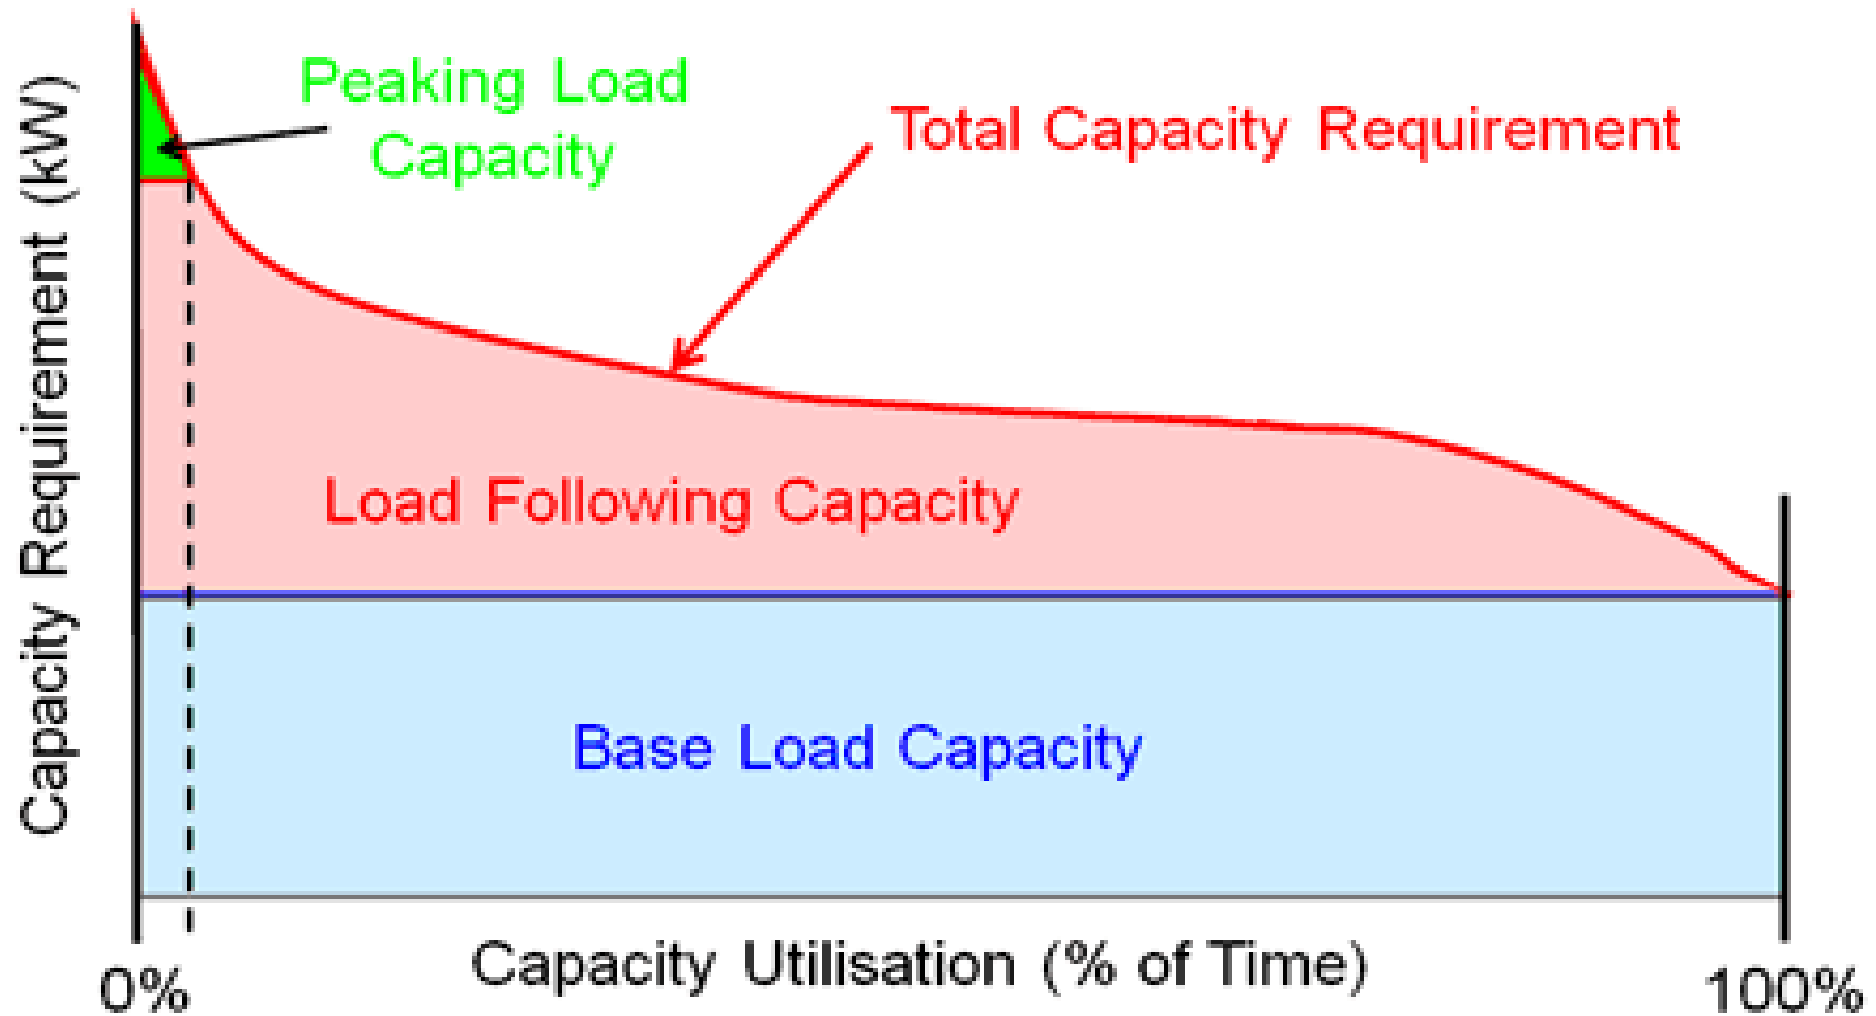 Peaking Load
Capacity
Total Capacity Requirement
Capacity Requirement (kW)
Load Following Capacity
Base Load Capacity
Capacity Utilisation (% of Time)
0%
100%